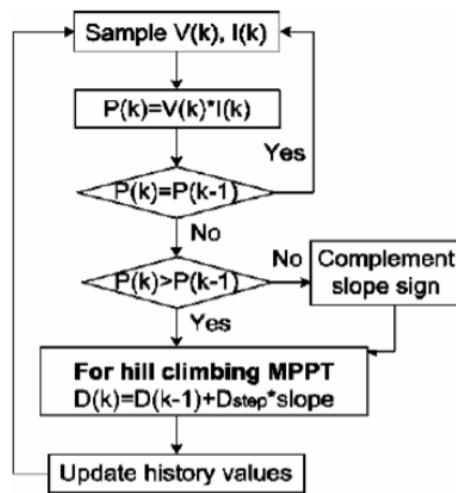 Sample V(k), I(k)
P(k)=V(k)*I(k)
Yes
P(k)=P(k-1)
No
P(k)>P(k-1)
No
Complement
slope sign
Yes
For hill climbing MPPT
D(k)=D(k-1)+Dstep*slope
Update history values